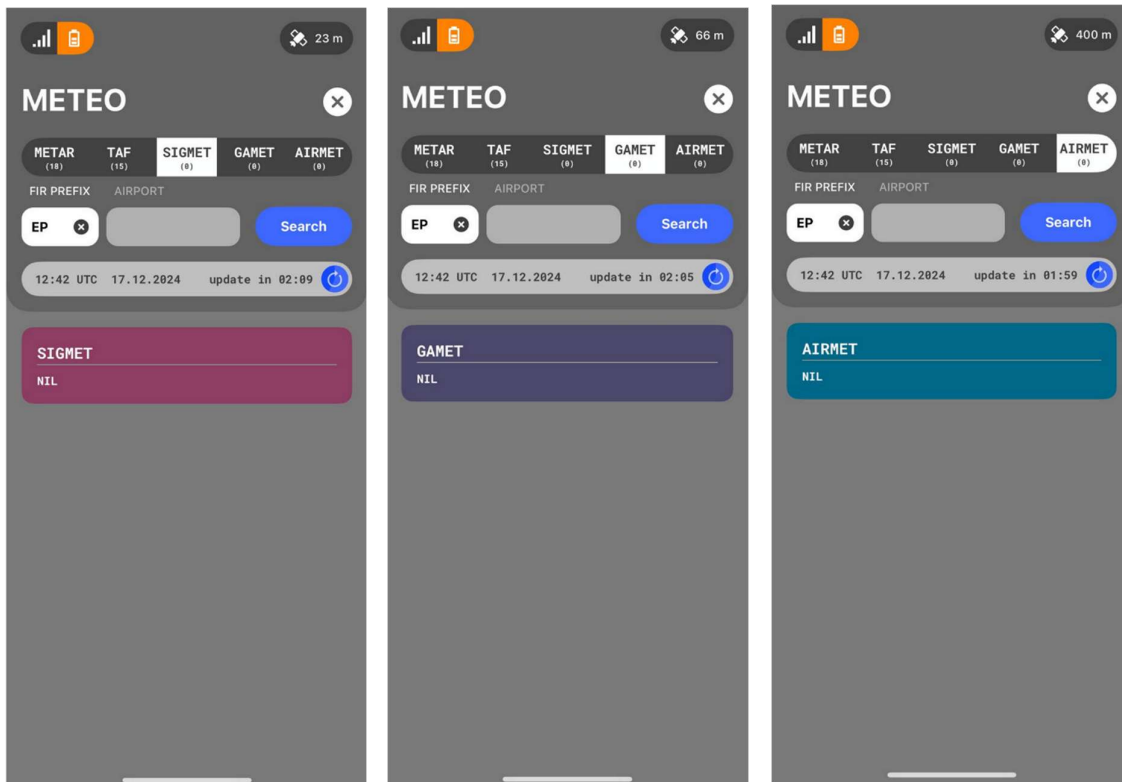 23 m
METEO
METAR TAF SIGMET GAMET AIRMET
(18) (15) (0) (0) (0)
FIR PREFIX AIRPORT
EP Search
12:42 UTC 17.12.2024 update in 02:09
SIGMET
NIL
66 m
METEO
METAR TAF SIGMET GAMET AIRMET
(18) (15) (0) (0) (0)
FIR PREFIX AIRPORT
EP Search
12:42 UTC 17.12.2024 update in 02:05
GAMET
NIL
400 m
METEO
METAR TAF SIGMET GAMET AIRMET
(18) (15) (0) (0) (0)
FIR PREFIX AIRPORT
EP Search
12:42 UTC 17.12.2024 update in 01:59
AIRMET
NIL